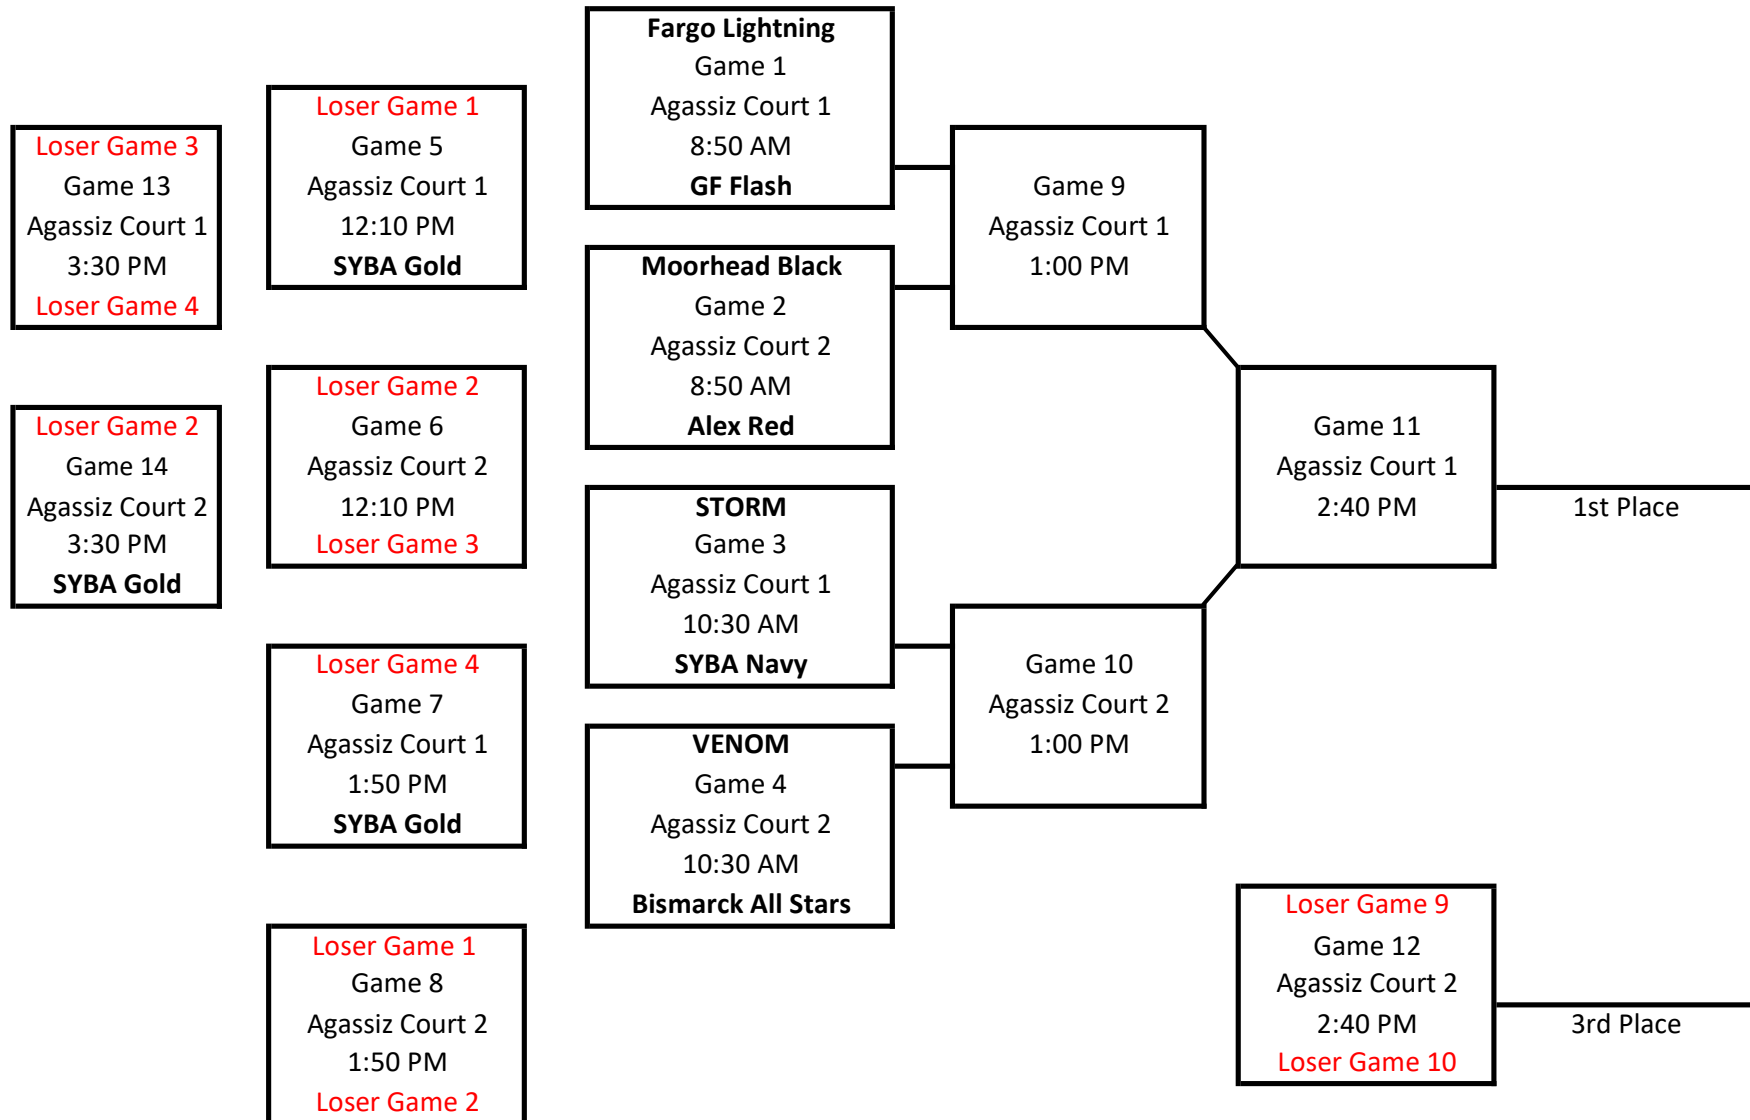 Loser Game 3
Game 13
Agassiz Court 1
3:30 PM
Loser Game 4
Loser Game 2
Game 14
Agassiz Court 2
3:30 PM
SYBA Gold
Loser Game 1
Game 5
Agassiz Court 1
12:10 PM
SYBA Gold
Loser Game 2
Game 6
Agassiz Court 2
12:10 PM
Loser Game 3
Loser Game 4
Game 7
Agassiz Court 1
1:50 PM
SYBA Gold
Loser Game 1
Game 8
Agassiz Court 2
1:50 PM
Loser Game 2
Fargo Lightning
Game 1
Agassiz Court 1
8:50 AM
GF Flash
Moorhead Black
Game 2
Agassiz Court 2
8:50 AM
Alex Red
STORM
Game 3
Agassiz Court 1
10:30 AM
SYBA Navy
VENOM
Game 4
Agassiz Court 2
10:30 AM
Bismarck All Stars
Game 9
Agassiz Court 1
1:00 PM
Game 10
Agassiz Court 2
1:00 PM
Game 11
Agassiz Court 1
2:40 PM
1st Place
Loser Game 9
Game 12
Agassiz Court 2
2:40 PM
Loser Game 10
3rd Place